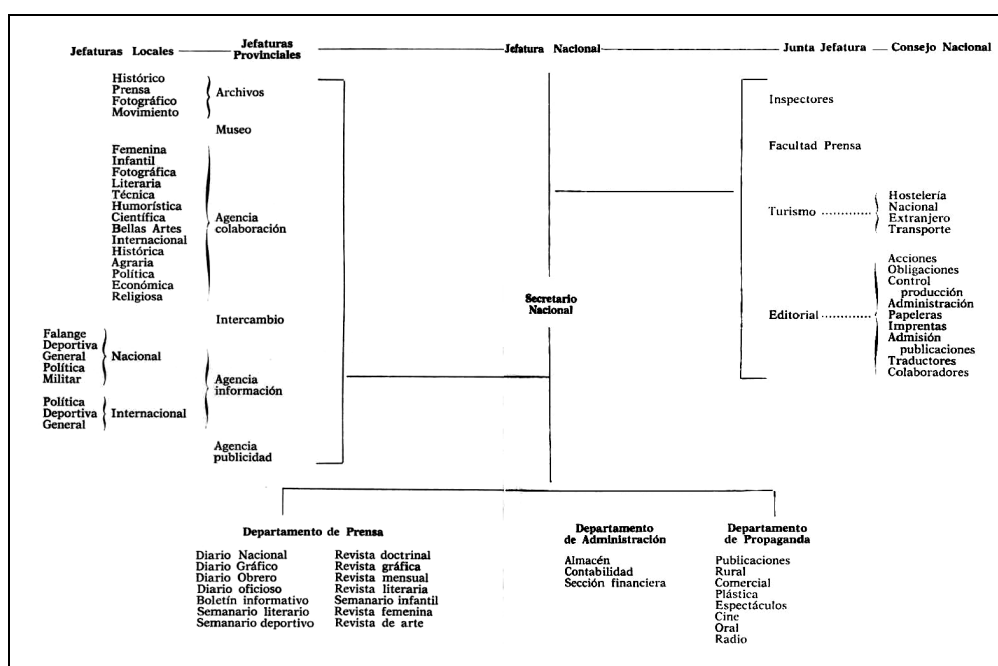 Jefaturas Locales
Jefaturas
Provinciales
Jefatura Nacional
Junta Jefatura
Consejo Nacional
Histórico
Prensa
Fotográfico
Movimiento
Archivos
Museo
Femenina
Infantil
Fotográfica
Literaria
Técnica
Humorística
Científica
Bellas Artes
Internacional
Histórica
Agraria
Política
Económica
Religiosa
Agencia
colaboración
Intercambio
Falange
Deportiva
General
Política
Militar
Nacional
Política
Deportiva
General
Internacional
Agencia
información
Agencia
publicidad
Secretario
Nacional
Inspectores
Facultad Prensa
Turismo ............
Hostelería
Nacional
Extranjero
Transporte
Editorial ............
Acciones
Obligaciones
Control
producción
Administración
Papeleras
Imprentas
Admisión
publicaciones
Traductores
Colaboradores
Departamento de Prensa
Diario Nacional
Diario Gráfico
Diario Obrero
Diario oficioso
Boletín informativo
Semanario literario
Semanario deportivo
Revista doctrinal
Revista gráfica
Revista mensual
Revista literaria
Semanario infantil
Revista femenina
Revista de arte
Departamento
de Administración
Almacén
Contabilidad
Sección financiera
Departamento
de Propaganda
Publicaciones
Rural
Comercial
Plástica
Espectáculos
Cine
Oral
Radio